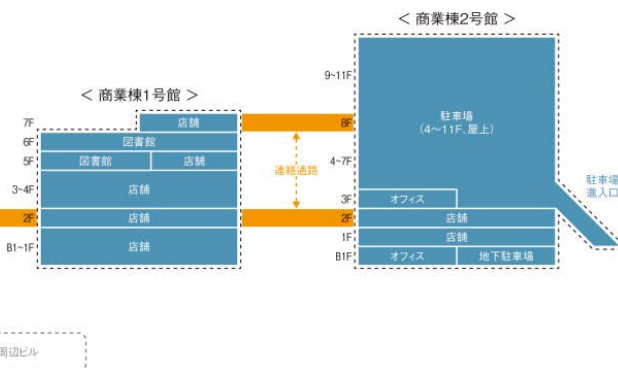 ＜ 商業棟2号館 ＞
9~11F
駐車場
（4～11F、屋上）
8F
4~7F
3F
オフィス
2F
店舗
1F
店舗
B1F
オフィス
地下駐車場
駐車場
進入口
連絡通路
＜ 商業棟1号館 ＞
7F
店舗
6F
図書館
5F
図書館
店舗
3~4F
店舗
2F
店舗
B1~1F
店舗
周辺ビル